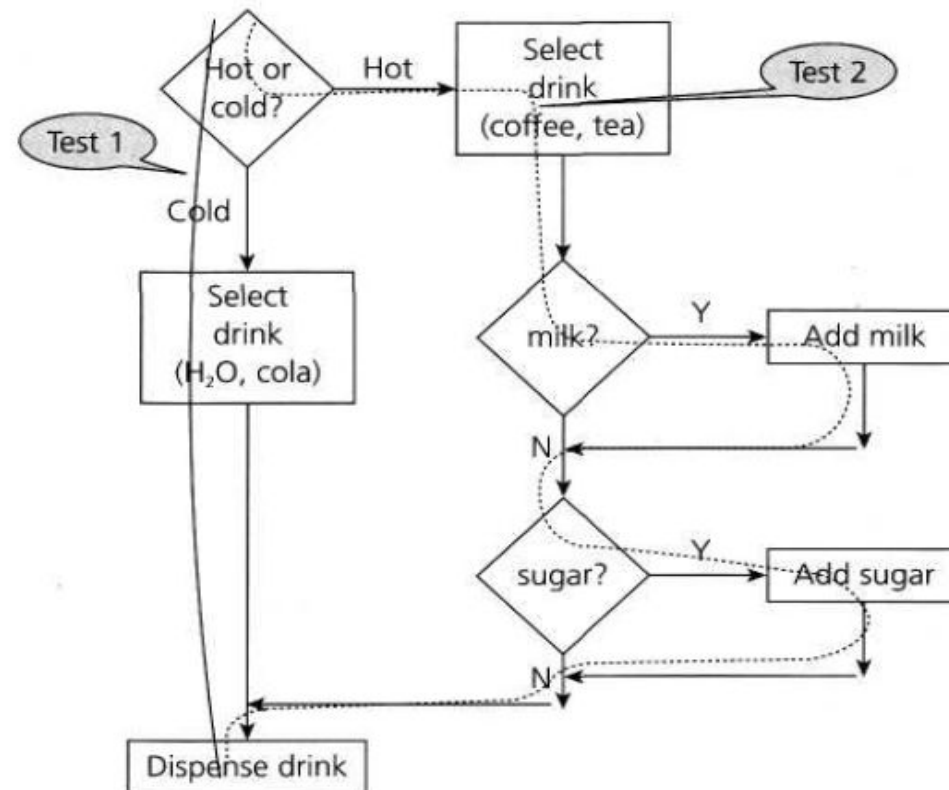 Hot or
cold?
Hot
Select
drink
(coffee, tea)
Test 2
Test 1
Cold
Select
drink
(H₂O, cola)
milk?
Y
Add milk
N
sugar?
Y
Add sugar
N
Dispense drink